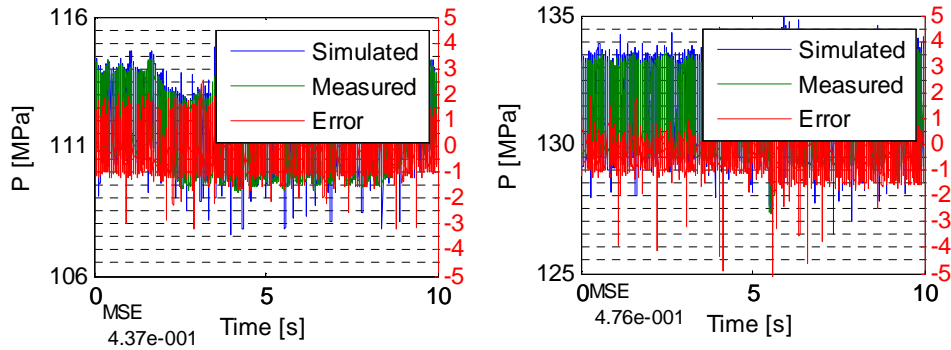 116
111
106
P [MPa]
5
4
3
2
1
0
-1
-2
-3
-4
-5
Simulated
Measured
Error
0
5
10
MSE
4.37e-001
Time [s]
135
130
125
P [MPa]
5
4
3
2
1
0
-1
-2
-3
-4
-5
Simulated
Measured
Error
0
5
10
MSE
4.76e-001
Time [s]